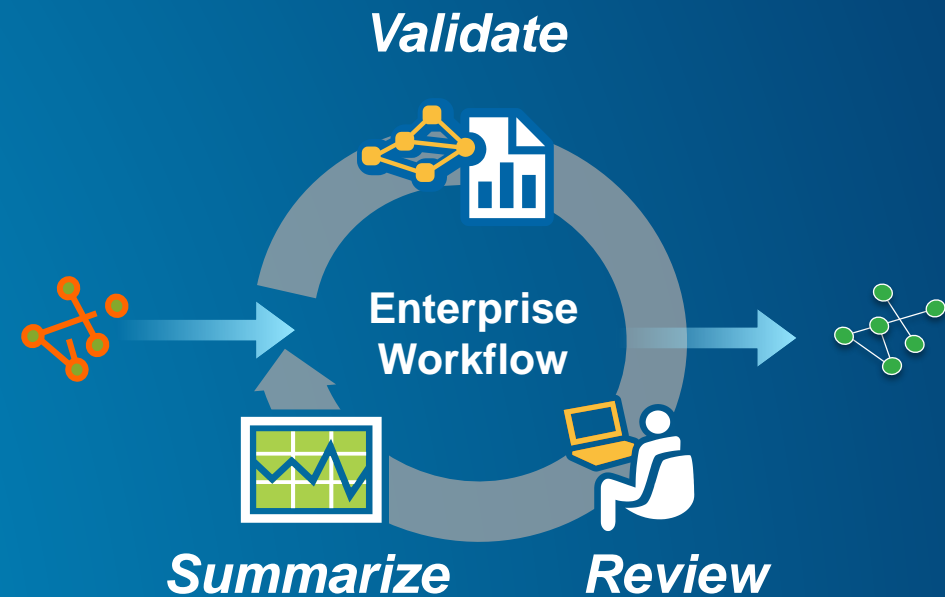 Validate
Enterprise
Workflow
Summarize
Review